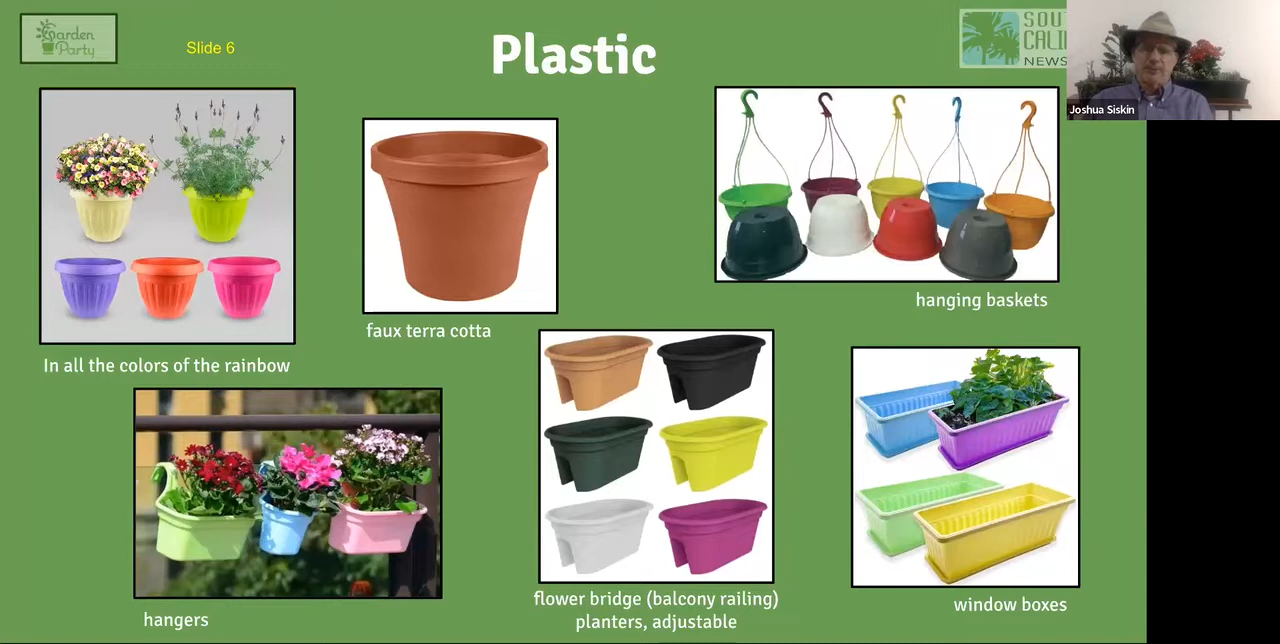 Garden
Party
Slide 6
Plastic
SOUT
CALI
NEWS
Joshua Siskin
In all the colors of the rainbow
faux terra cotta
hanging baskets
hangers
flower bridge (balcony railing)
planters, adjustable
window boxes